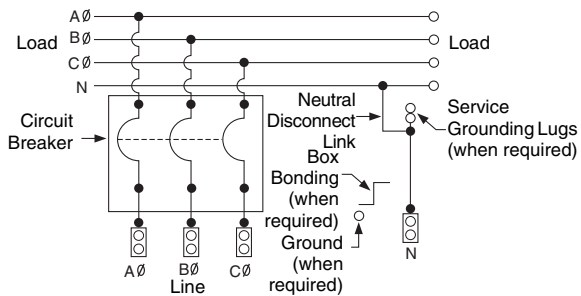 AØ
Load BØ Load
CØ
N
Circuit
Breaker
Neutral
Disconnect
Link
Service
Grounding Lugs
(when required)
Box
Bonding
(when
required)
Ground
(when
required)
AØ BØ CØ
Line
N